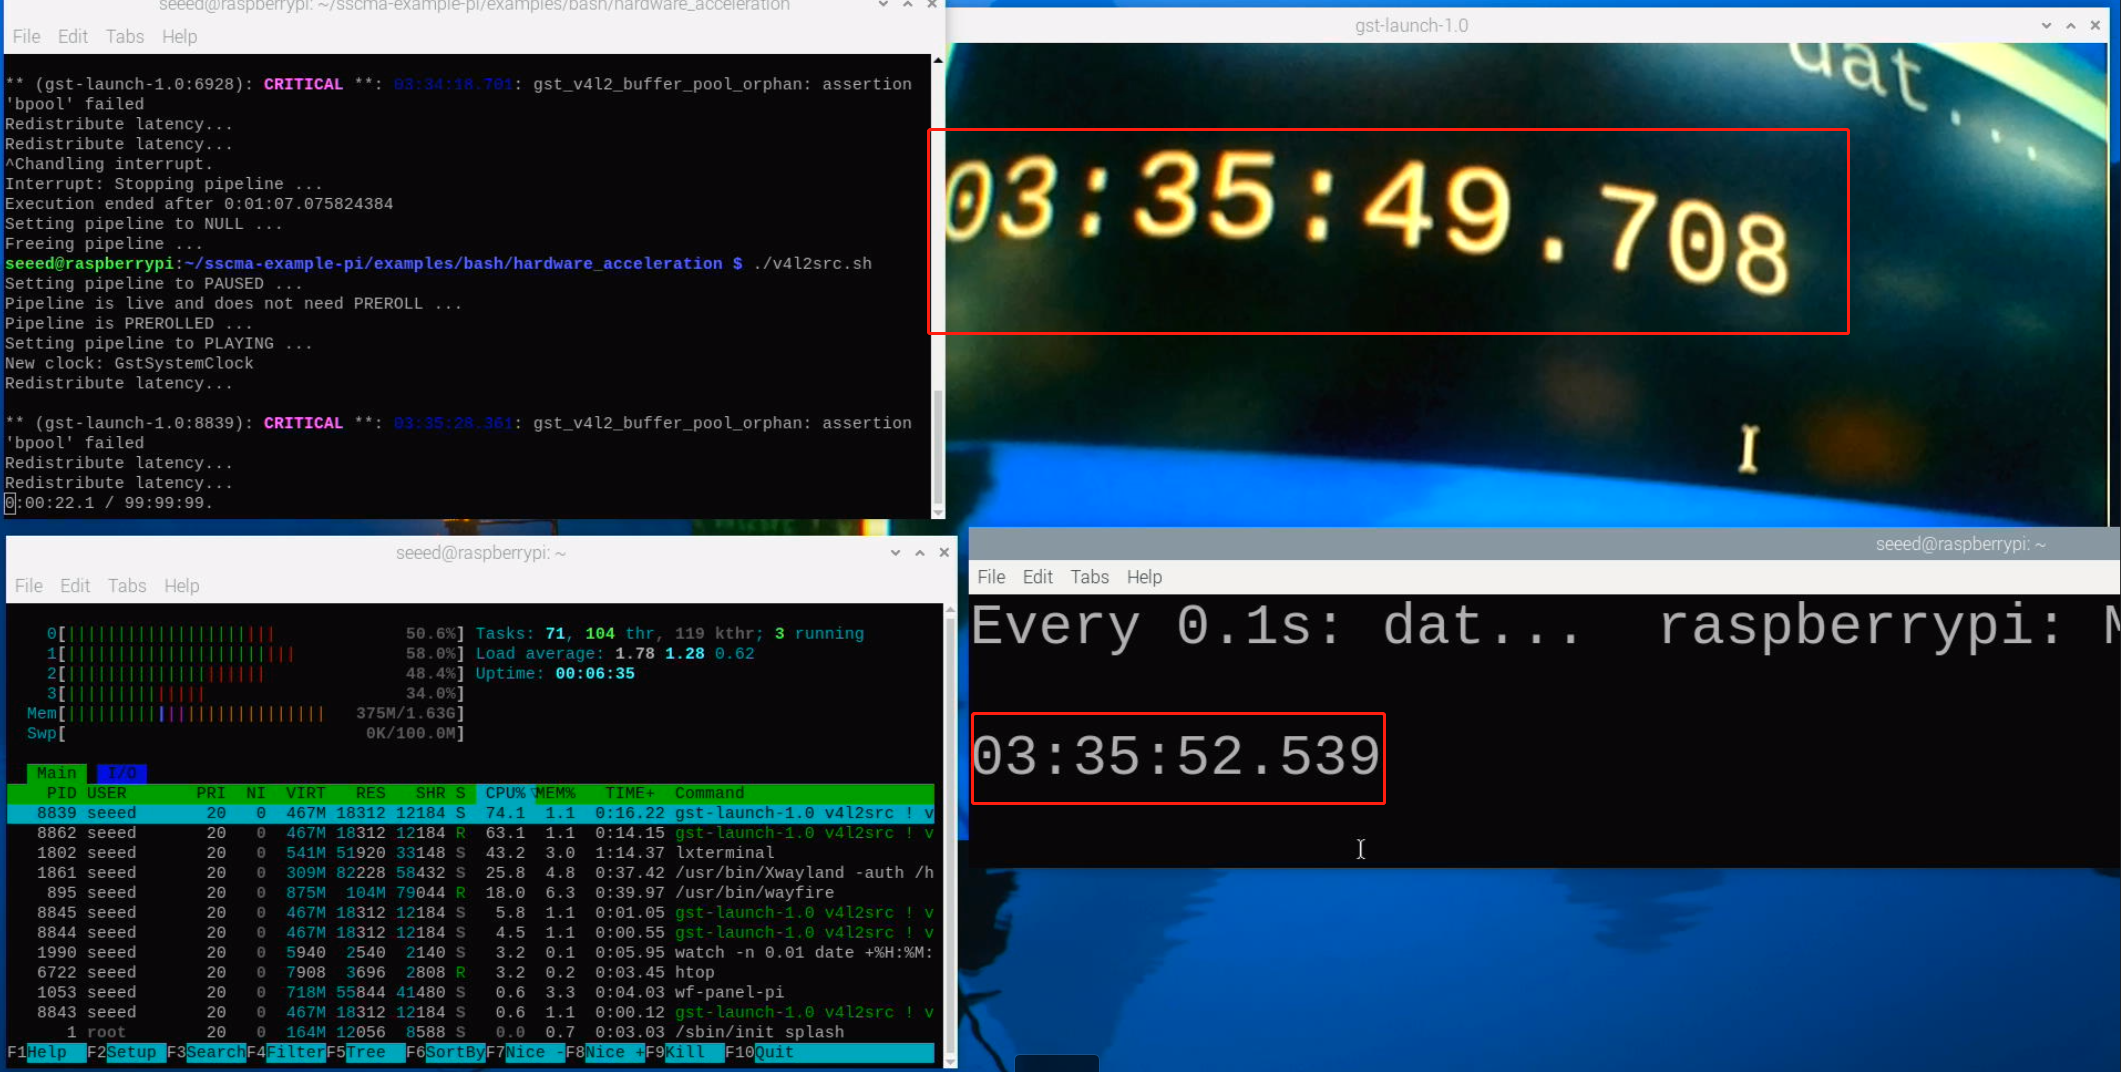 seeed@raspberrypi: ~/sscma-example-pi/examples/bash/hardware_acceleration
File Edit Tabs Help
** (gst-launch-1.0:6928): CRITICAL **: 03:34:18.701: gst_v4l2_buffer_pool_orphan: assertion
'bpool' failed
Redistribute latency...
Redistribute latency...
^Chandling interrupt.
Interrupt: Stopping pipeline ...
Execution ended after 0:01:07.075824384
Setting pipeline to NULL ...
Freeing pipeline ...
seeed@raspberrypi:~/sscma-example-pi/examples/bash/hardware_acceleration $ ./v4l2src.sh
Setting pipeline to PAUSED ...
Pipeline is live and does not need PREROLL ...
Pipeline is PREROLLED ...
Setting pipeline to PLAYING ...
New clock: GstSystemClock
Redistribute latency...
** (gst-launch-1.0:8839): CRITICAL **: 03:35:28.361: gst_v4l2_buffer_pool_orphan: assertion
'bpool' failed
Redistribute latency...
Redistribute latency...
0:00:22.1 / 99:99:99.
gst-launch-1.0
dat...
03:35:49.708
seeed@raspberrypi: ~
File Edit Tabs Help
0[ 50.6%] Tasks: 71, 104 thr, 119 kthr; 3 running
1[ 58.0%] Load average: 1.78 1.28 0.62
2[ 48.4%] Uptime: 00:06:35
3[ 34.0%]
Mem[ 375M/1.63G]
Swp[ 0K/100.0M]
Main I/O
PID USER PRI NI VIRT RES SHR S CPU%▽MEM% TIME+ Command
8839 seeed 20 0 467M 18312 12184 S 74.1 1.1 0:16.22 gst-launch-1.0 v4l2src ! v
8862 seeed 20 0 467M 18312 12184 R 63.1 1.1 0:14.15 gst-launch-1.0 v4l2src ! v
1802 seeed 20 0 541M 51920 33148 S 43.2 3.0 1:14.37 lxterminal
1861 seeed 20 0 309M 82228 58432 S 25.8 4.8 0:37.42 /usr/bin/Xwayland -auth /h
895 seeed 20 0 875M 104M 79044 R 18.0 6.3 0:39.97 /usr/bin/wayfire
8845 seeed 20 0 467M 18312 12184 S 5.8 1.1 0:01.05 gst-launch-1.0 v4l2src ! v
8844 seeed 20 0 467M 18312 12184 S 4.5 1.1 0:00.55 gst-launch-1.0 v4l2src ! v
1990 seeed 20 0 5940 2540 2140 S 3.2 0.1 0:05.95 watch -n 0.01 date +%H:%M:
6722 seeed 20 0 7908 3696 2808 R 3.2 0.2 0:03.45 htop
1053 seeed 20 0 718M 55844 41480 S 0.6 3.3 0:04.03 wf-panel-pi
8843 seeed 20 0 467M 18312 12184 S 0.6 1.1 0:00.12 gst-launch-1.0 v4l2src ! v
1 root 20 0 164M 12056 8588 S 0.0 0.7 0:03.03 /sbin/init splash
F1Help F2Setup F3SearchF4FilterF5Tree F6SortByF7Nice -F8Nice +F9Kill F10Quit
seeed@raspberrypi: ~
File Edit Tabs Help
Every 0.1s: dat... raspberrypi: M
03:35:52.539